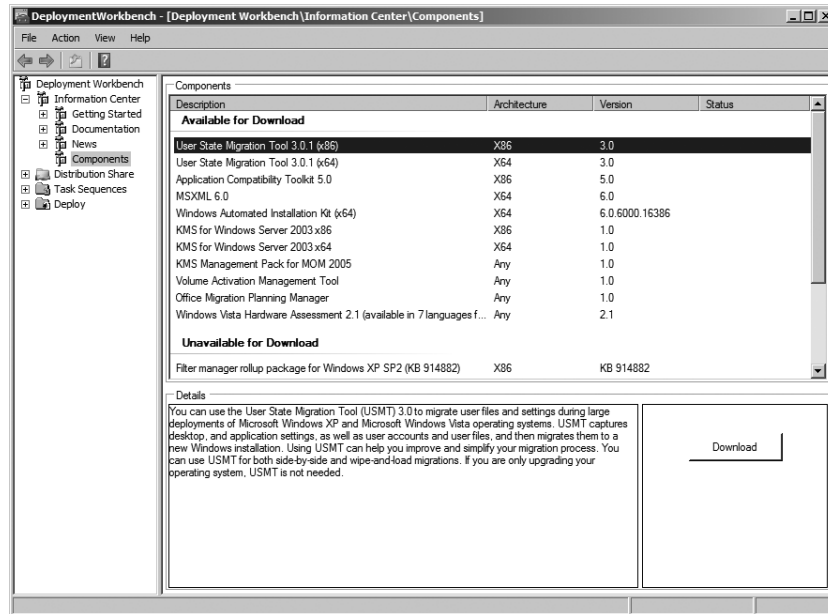 DeploymentWorkbench - [Deployment Workbench\Information Center\Components]
File Action View Help
Deployment Workbench
Information Center
Getting Started
Documentation
News
Components
Distribution Share
Task Sequences
Deploy
Components
Description Architecture Version Status
Available for Download
User State Migration Tool 3.0.1 (x86) X86 3.0
User State Migration Tool 3.0.1 (x64) X64 3.0
Application Compatibility Toolkit 5.0 X86 5.0
MSXML 6.0 X64 6.0
Windows Automated Installation Kit (x64) X64 6.0.6000.16386
KMS for Windows Server 2003 x86 X86 1.0
KMS for Windows Server 2003 x64 X64 1.0
KMS Management Pack for MOM 2005 Any 1.0
Volume Activation Management Tool Any 1.0
Office Migration Planning Manager Any 1.0
Windows Vista Hardware Assessment 2.1 (available in 7 languages f... Any 2.1
Unavailable for Download
Filter manager rollup package for Windows XP SP2 (KB 914882) X86 KB 914882
Details
You can use the User State Migration Tool (USMT) 3.0 to migrate user files and settings during large
deployments of Microsoft Windows XP and Microsoft Windows Vista operating systems. USMT captures
desktop, and application settings, as well as user accounts and user files, and then migrates them to a
new Windows installation. Using USMT can help you improve and simplify your migration process. You
can use USMT for both side-by-side and wipe-and-load migrations. If you are only upgrading your
operating system, USMT is not needed.
Download